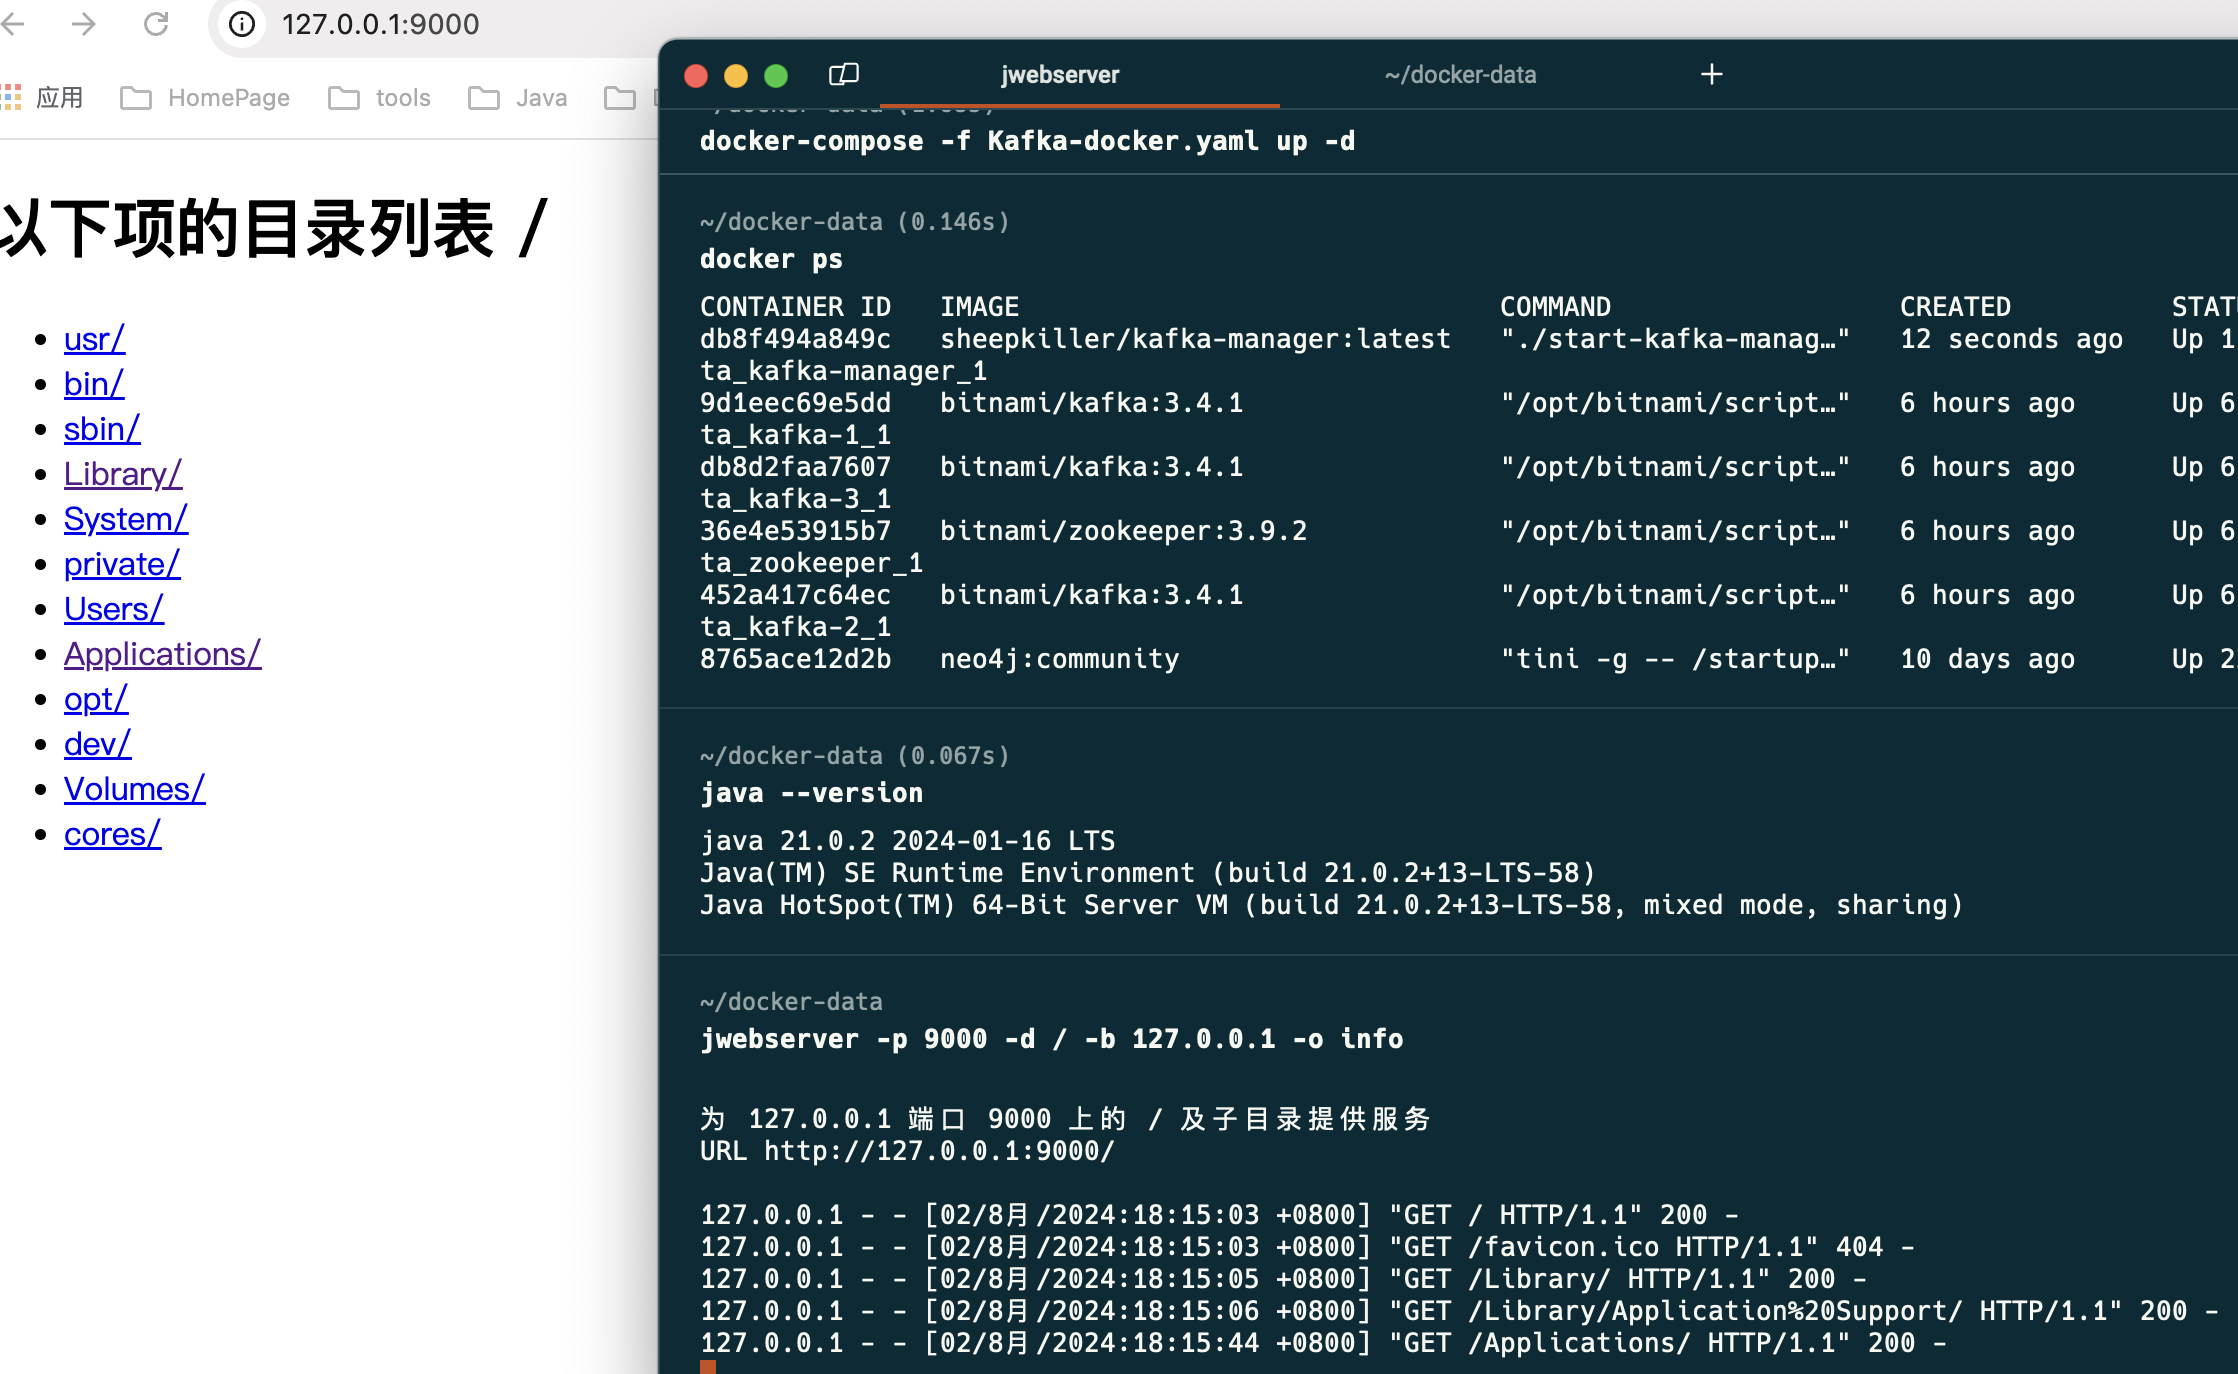 127.0.0.1:9000
应用 HomePage tools Java
以下项的目录列表 /
usr/
bin/
sbin/
Library/
System/
private/
Users/
Applications/
opt/
dev/
Volumes/
cores/
jwebserver ~/docker-data +
docker-compose -f Kafka-docker.yaml up -d
~/docker-data (0.146s)
docker ps
CONTAINER ID IMAGE COMMAND CREATED
db8f494a849c sheepkiller/kafka-manager:latest "./start-kafka-manag…" 12 seconds ago Up 1
ta_kafka-manager_1
9d1eec69e5dd bitnami/kafka:3.4.1 "/opt/bitnami/script…" 6 hours ago Up 6
ta_kafka-1_1
db8d2faa7607 bitnami/kafka:3.4.1 "/opt/bitnami/script…" 6 hours ago Up 6
ta_kafka-3_1
36e4e53915b7 bitnami/zookeeper:3.9.2 "/opt/bitnami/script…" 6 hours ago Up 6
ta_zookeeper_1
452a417c64ec bitnami/kafka:3.4.1 "/opt/bitnami/script…" 6 hours ago Up 6
ta_kafka-2_1
8765ace12d2b neo4j:community "tini -g -- /startup…" 10 days ago Up 2
~/docker-data (0.067s)
java --version
java 21.0.2 2024-01-16 LTS
Java(TM) SE Runtime Environment (build 21.0.2+13-LTS-58)
Java HotSpot(TM) 64-Bit Server VM (build 21.0.2+13-LTS-58, mixed mode, sharing)
~/docker-data
jwebserver -p 9000 -d / -b 127.0.0.1 -o info
为 127.0.0.1 端口 9000 上的 / 及子目录提供服务
URL http://127.0.0.1:9000/
127.0.0.1 - - [02/8月/2024:18:15:03 +0800] "GET / HTTP/1.1" 200 -
127.0.0.1 - - [02/8月/2024:18:15:03 +0800] "GET /favicon.ico HTTP/1.1" 404 -
127.0.0.1 - - [02/8月/2024:18:15:05 +0800] "GET /Library/ HTTP/1.1" 200 -
127.0.0.1 - - [02/8月/2024:18:15:06 +0800] "GET /Library/Application%20Support/ HTTP/1.1" 200 -
127.0.0.1 - - [02/8月/2024:18:15:44 +0800] "GET /Applications/ HTTP/1.1" 200 -